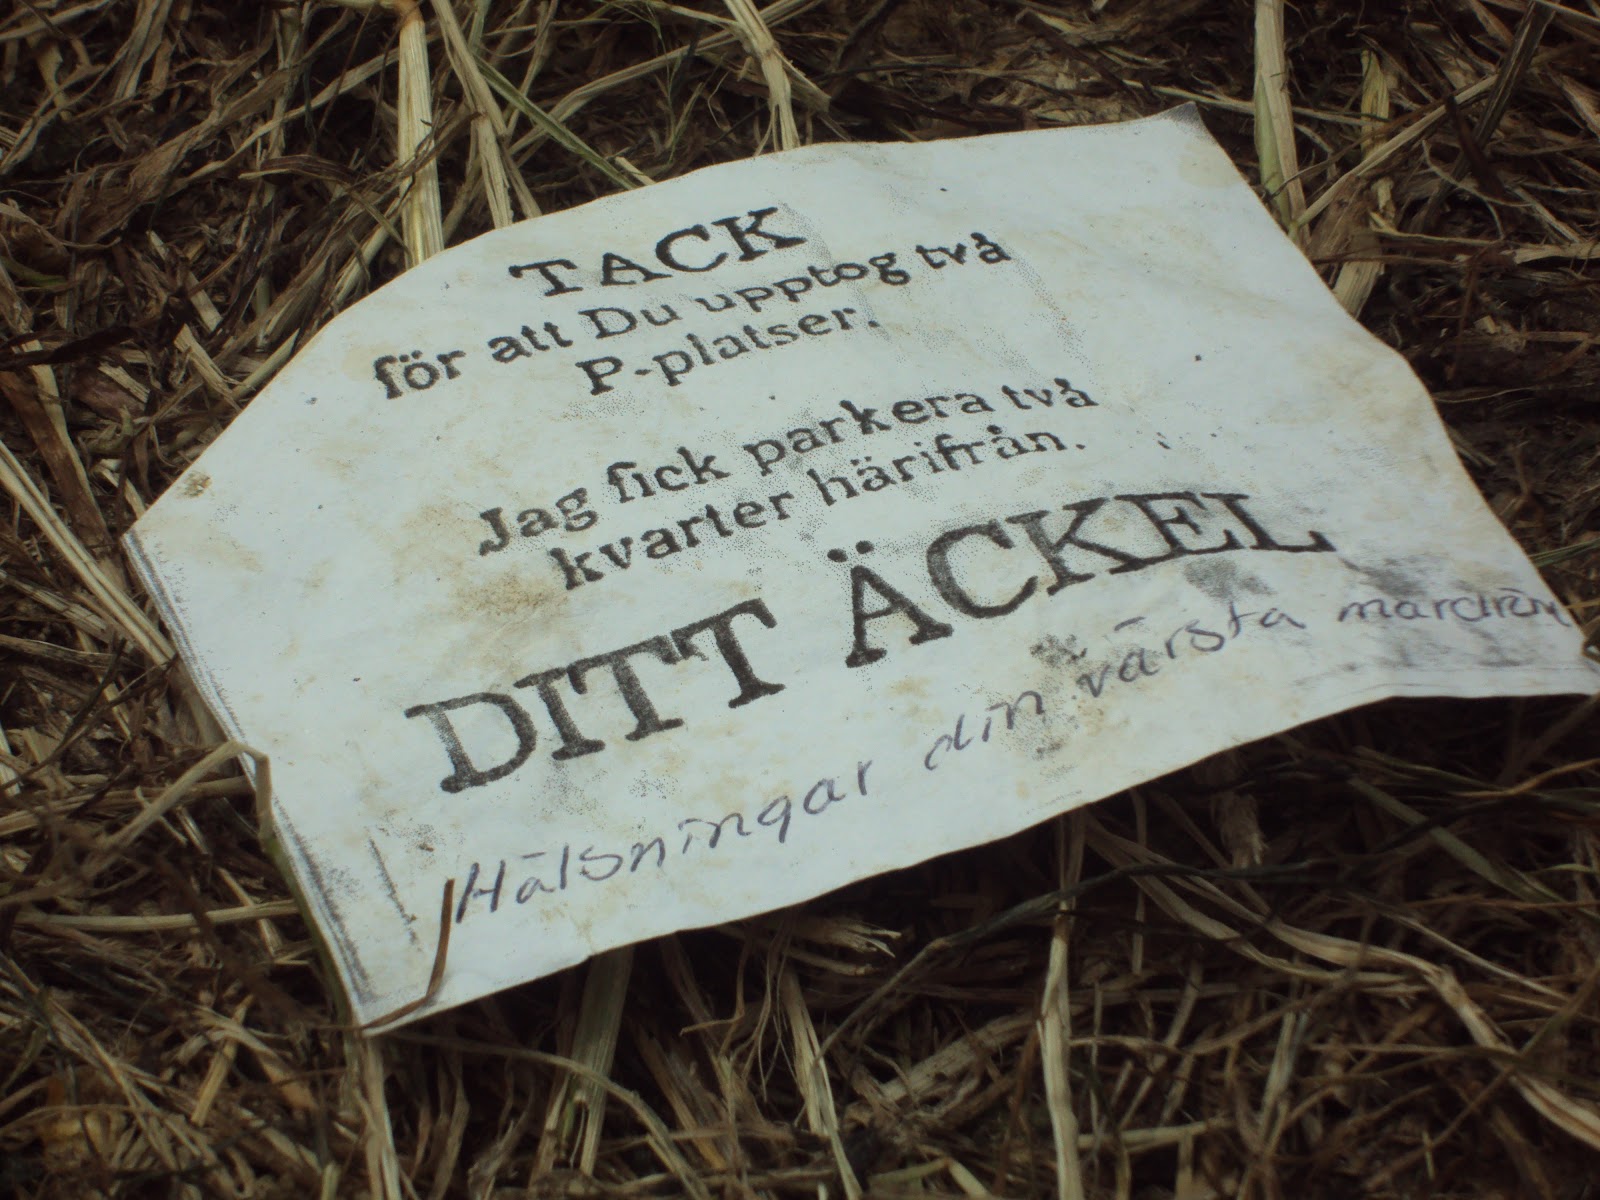 TACK
för att Du upptog två
P-platser.
Jag fick parkera två
kvarter härifrån.
DITT ÄCKEL
Hälsningar din värsta mardröm